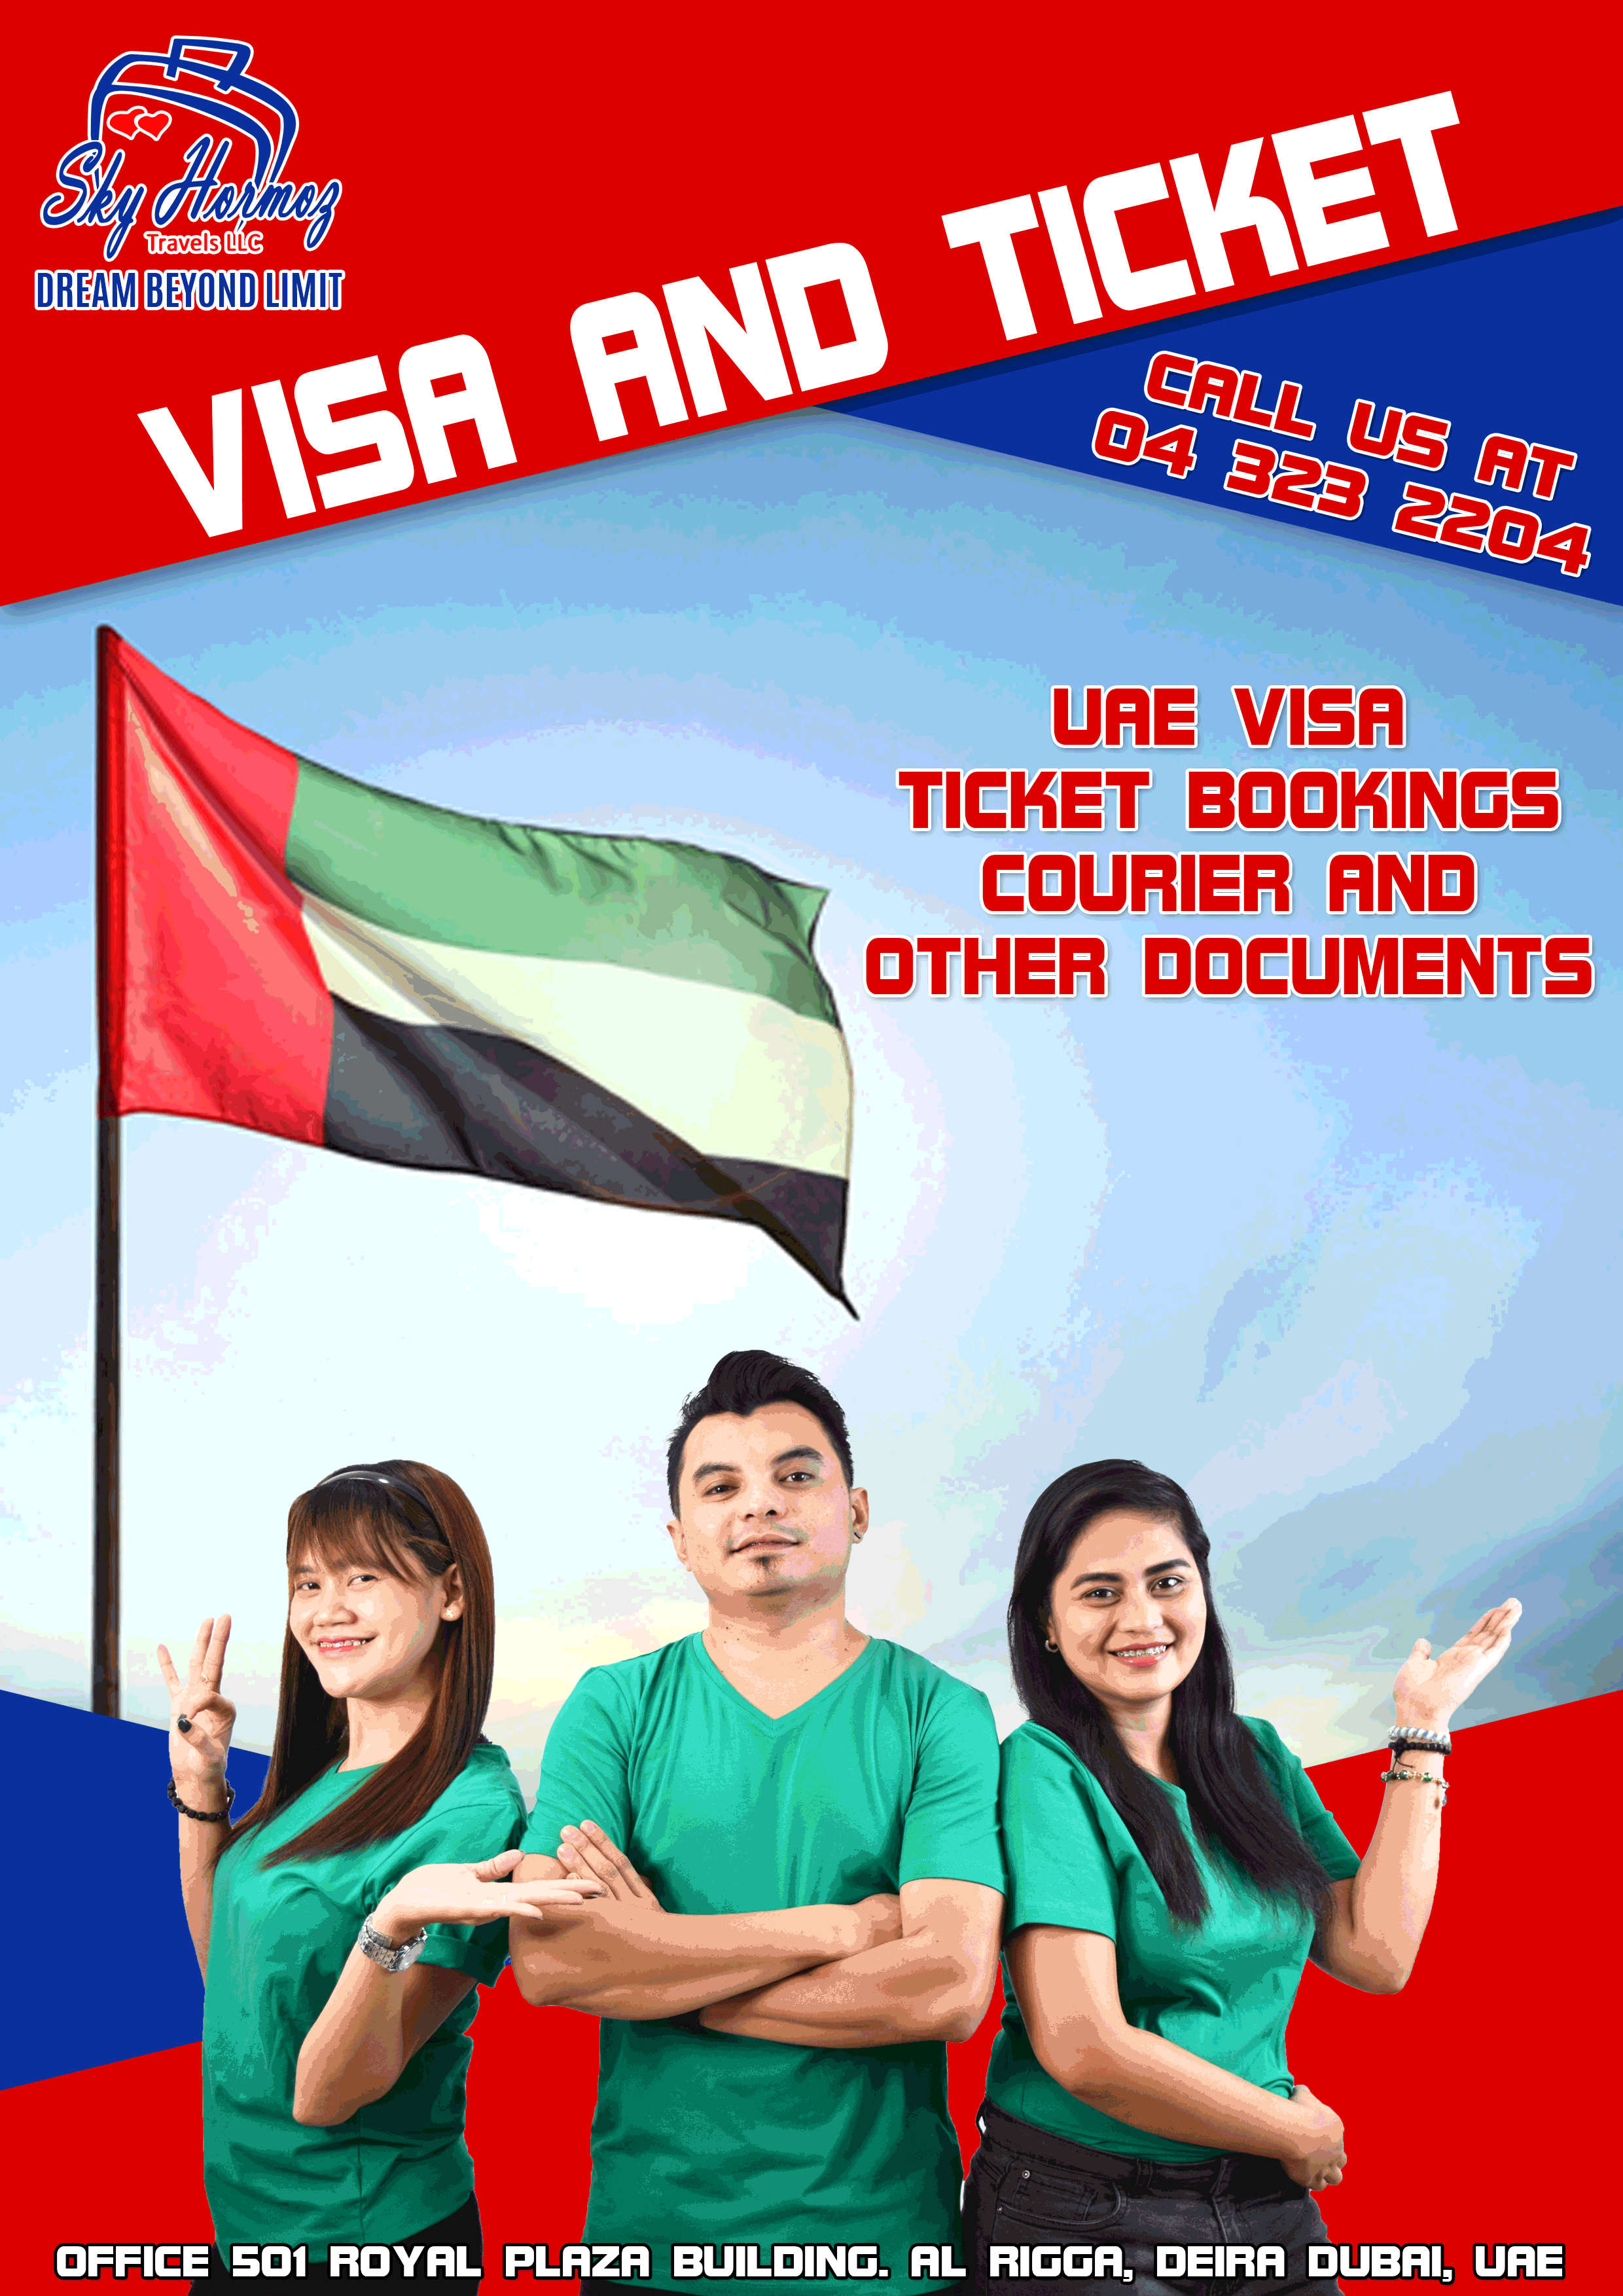 Sky Hormoz
Travels LLC
DREAM BEYOND LIMIT
VISA AND TICKET
CALL US AT
04 323 2204
UAE VISA
TICKET BOOKINGS
COURIER AND
OTHER DOCUMENTS
OFFICE 501 ROYAL PLAZA BUILDING. AL RIGGA, DEIRA DUBAI, UAE